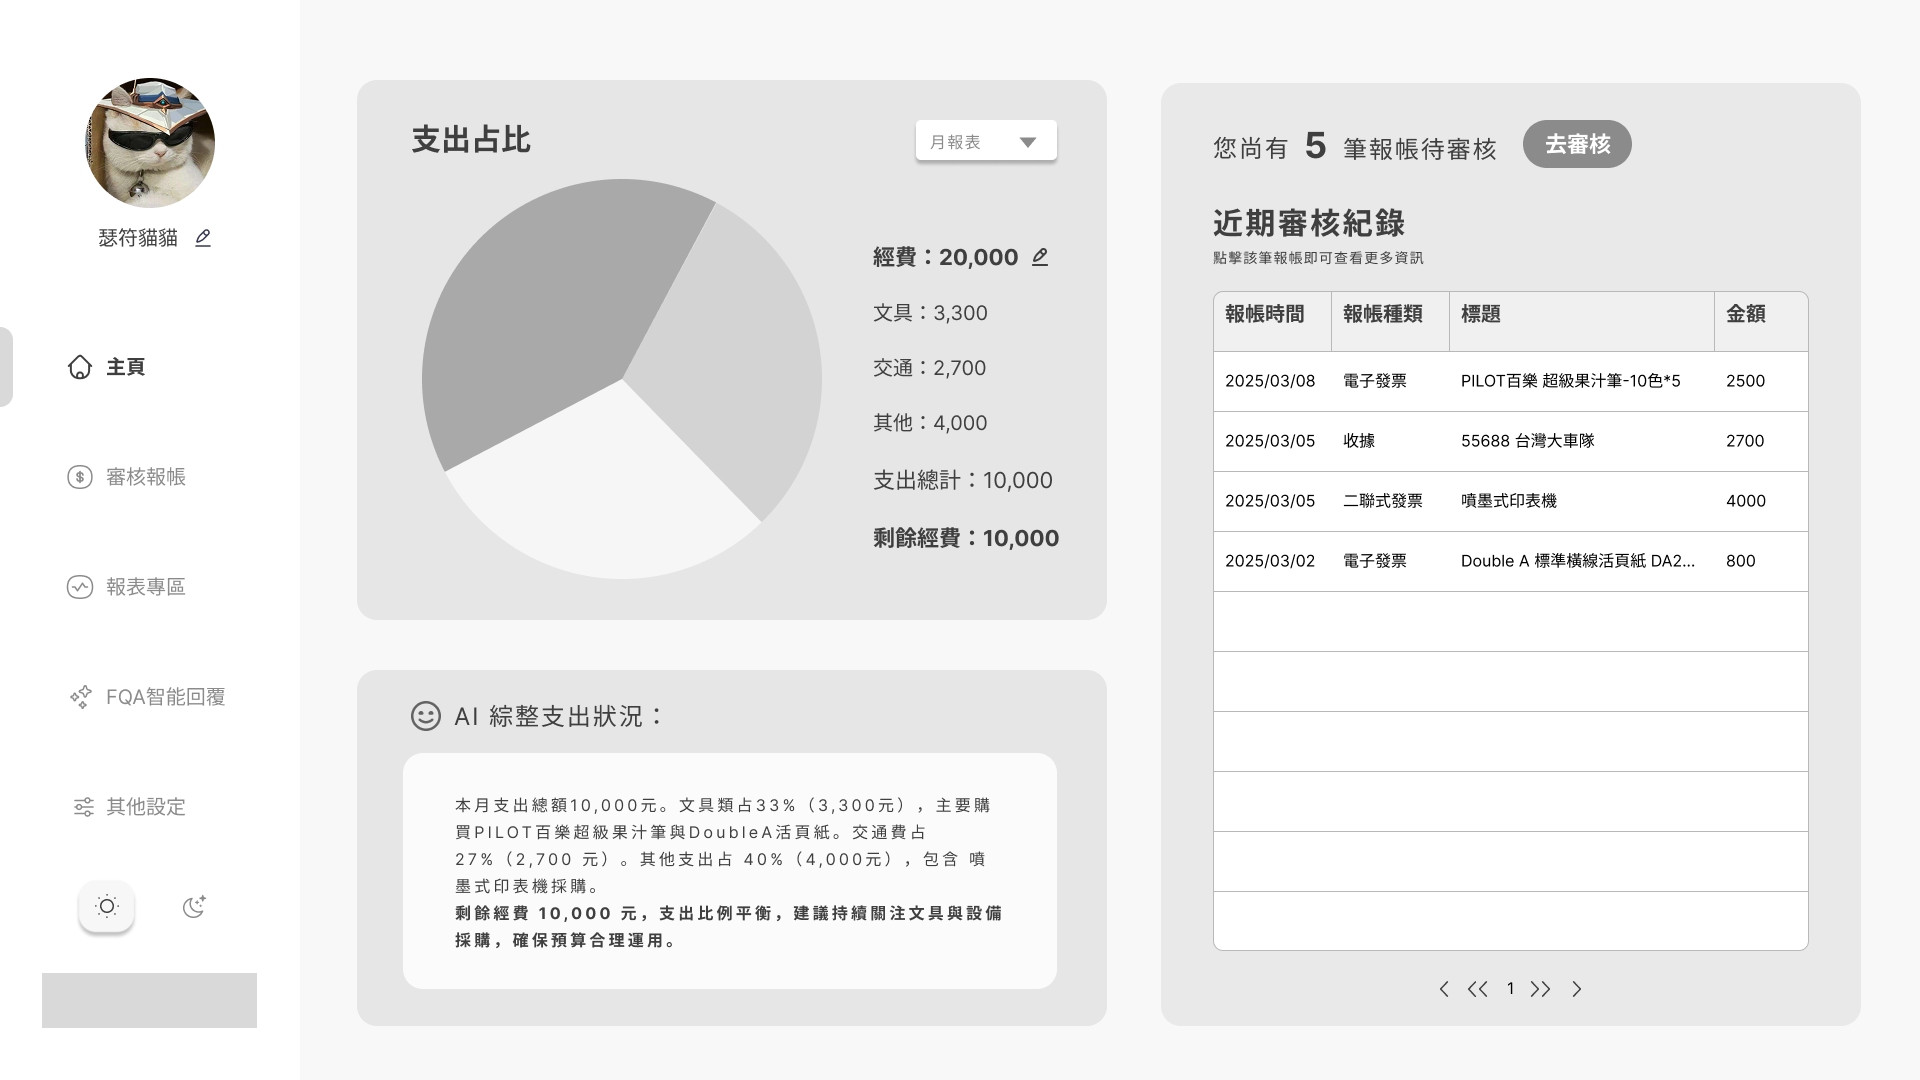 瑟符貓貓
主頁
審核報帳
報表專區
FQA智能回覆
其他設定
支出占比
月報表
經費：20,000
文具：3,300
交通：2,700
其他：4,000
支出總計：10,000
剩餘經費：10,000
AI 綜整支出狀況：
本月支出總額10,000元。文具類占33%（3,300元），主要購
買PILOT百樂超級果汁筆與DoubleA活頁紙。交通費占
27%（2,700 元）。其他支出占 40%（4,000元），包含 噴
墨式印表機採購。
剩餘經費 10,000 元，支出比例平衡，建議持續關注文具與設備
採購，確保預算合理運用。
您尚有 5 筆報帳待審核 去審核
近期審核紀錄
點擊該筆報帳即可查看更多資訊
報帳時間 報帳種類 標題 金額
2025/03/08 電子發票 PILOT百樂 超級果汁筆-10色*5 2500
2025/03/05 收據 55688 台灣大車隊 2700
2025/03/05 二聯式發票 噴墨式印表機 4000
2025/03/02 電子發票 Double A 標準橫線活頁紙 DA2... 800
< << 1 >> >